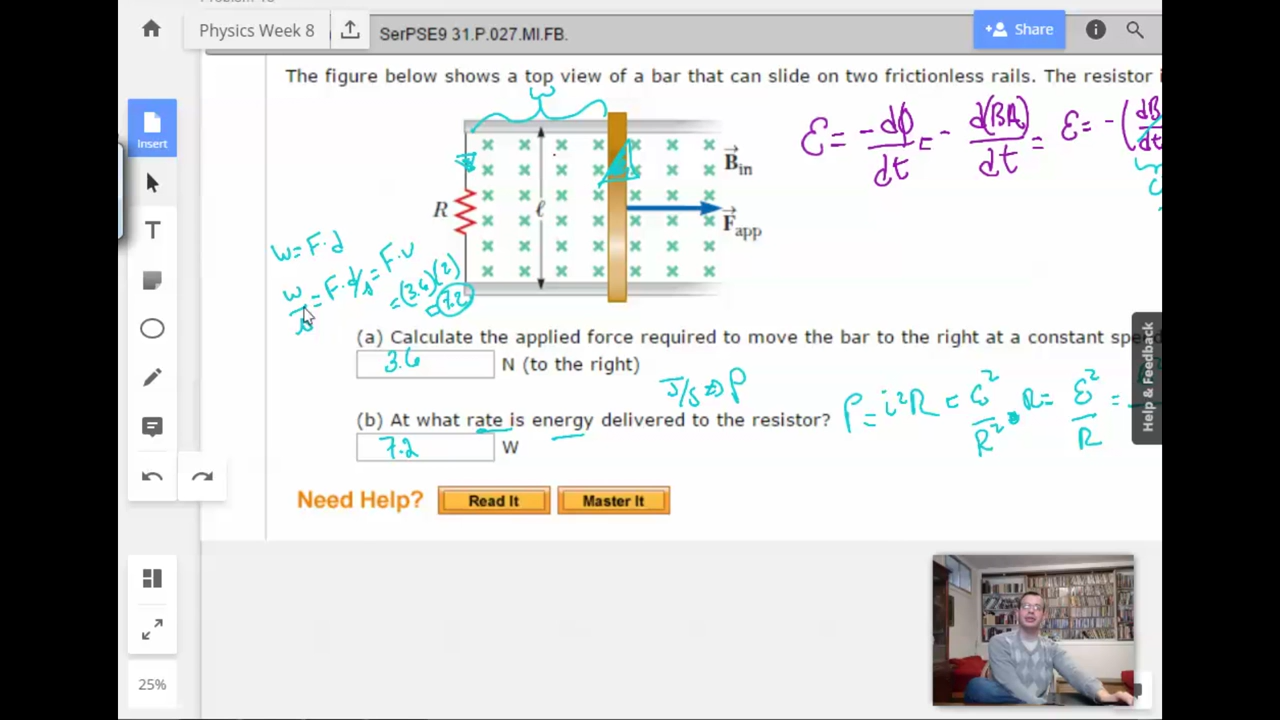 Physics Week 8
SerPSE9 31.P.027.MI.FB.
Share
Insert
T
25%
The figure below shows a top view of a bar that can slide on two frictionless rails. The resistor
ω
R
ℓ
B in
F app
ε = -dφ/dt = - d(BA)/dt = ε = -(dB/dt
W = F·d
W/s = F·d/s = F·v
= (3.6)(2)
= 7.2
(a) Calculate the applied force required to move the bar to the right at a constant
3.6 N (to the right)
J/s ⇒ P
(b) At what rate is energy delivered to the resistor?
P = i²R = ε²/R² · R = ε²/R =
7.2 W
Need Help? Read It Master It
Help & Feedback